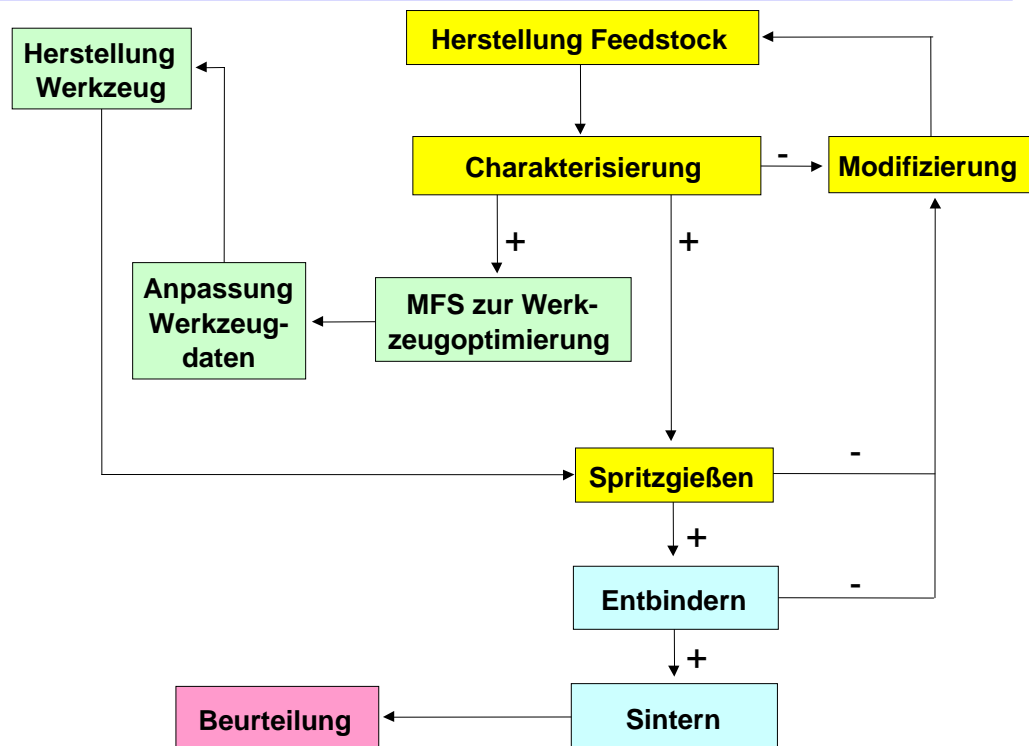 Herstellung
Werkzeug
Herstellung Feedstock
Charakterisierung
-
Modifizierung
+
+
Anpassung
Werkzeug-
daten
MFS zur Werk-
zeugoptimierung
Spritzgießen
-
+
Entbindern
-
+
Beurteilung
Sintern